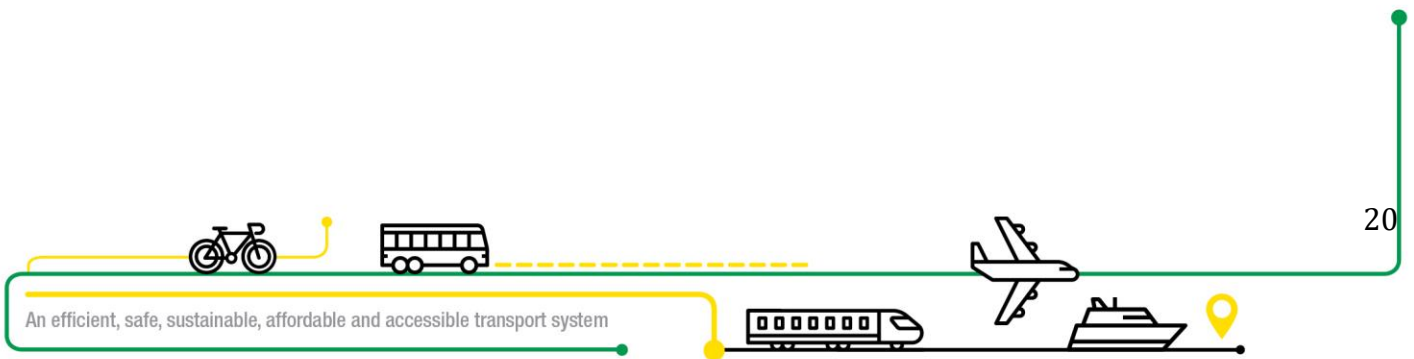 20
An efficient, safe, sustainable, affordable and accessible transport system